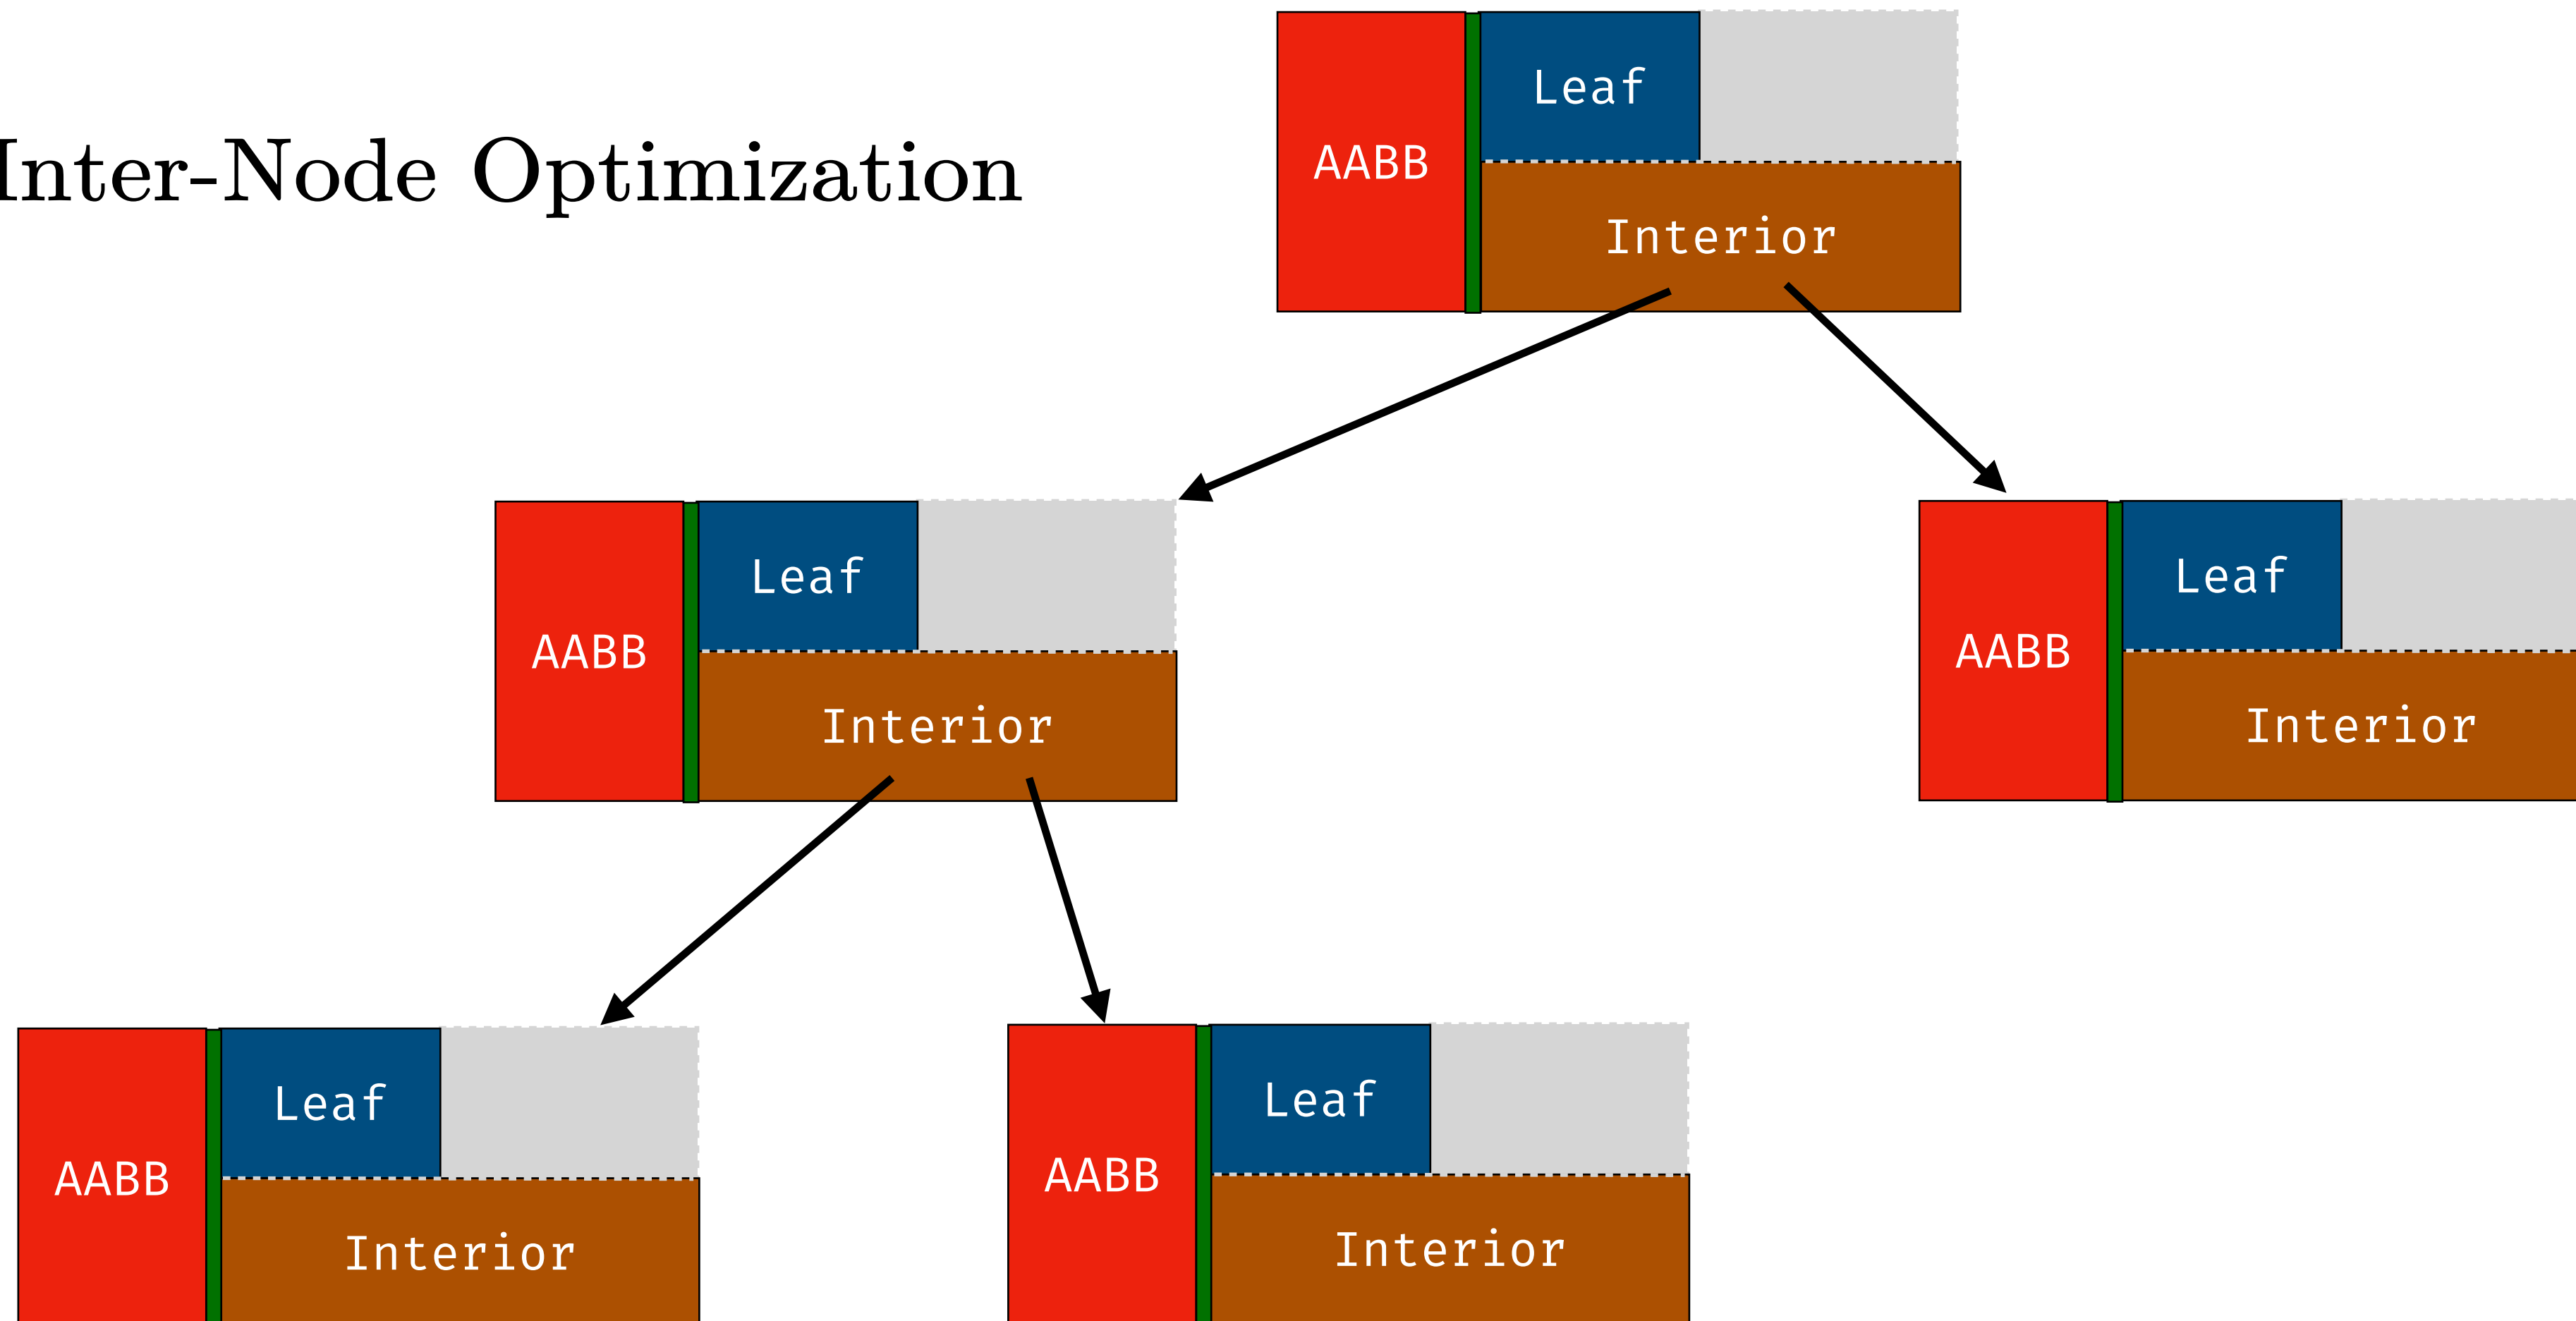 Leaf
AABB
Inter-Node Optimization
Interior
Leaf
AABB
Interior
Leaf
AABB
Interior
Leaf
AABB
Interior
Leaf
AABB
Interior